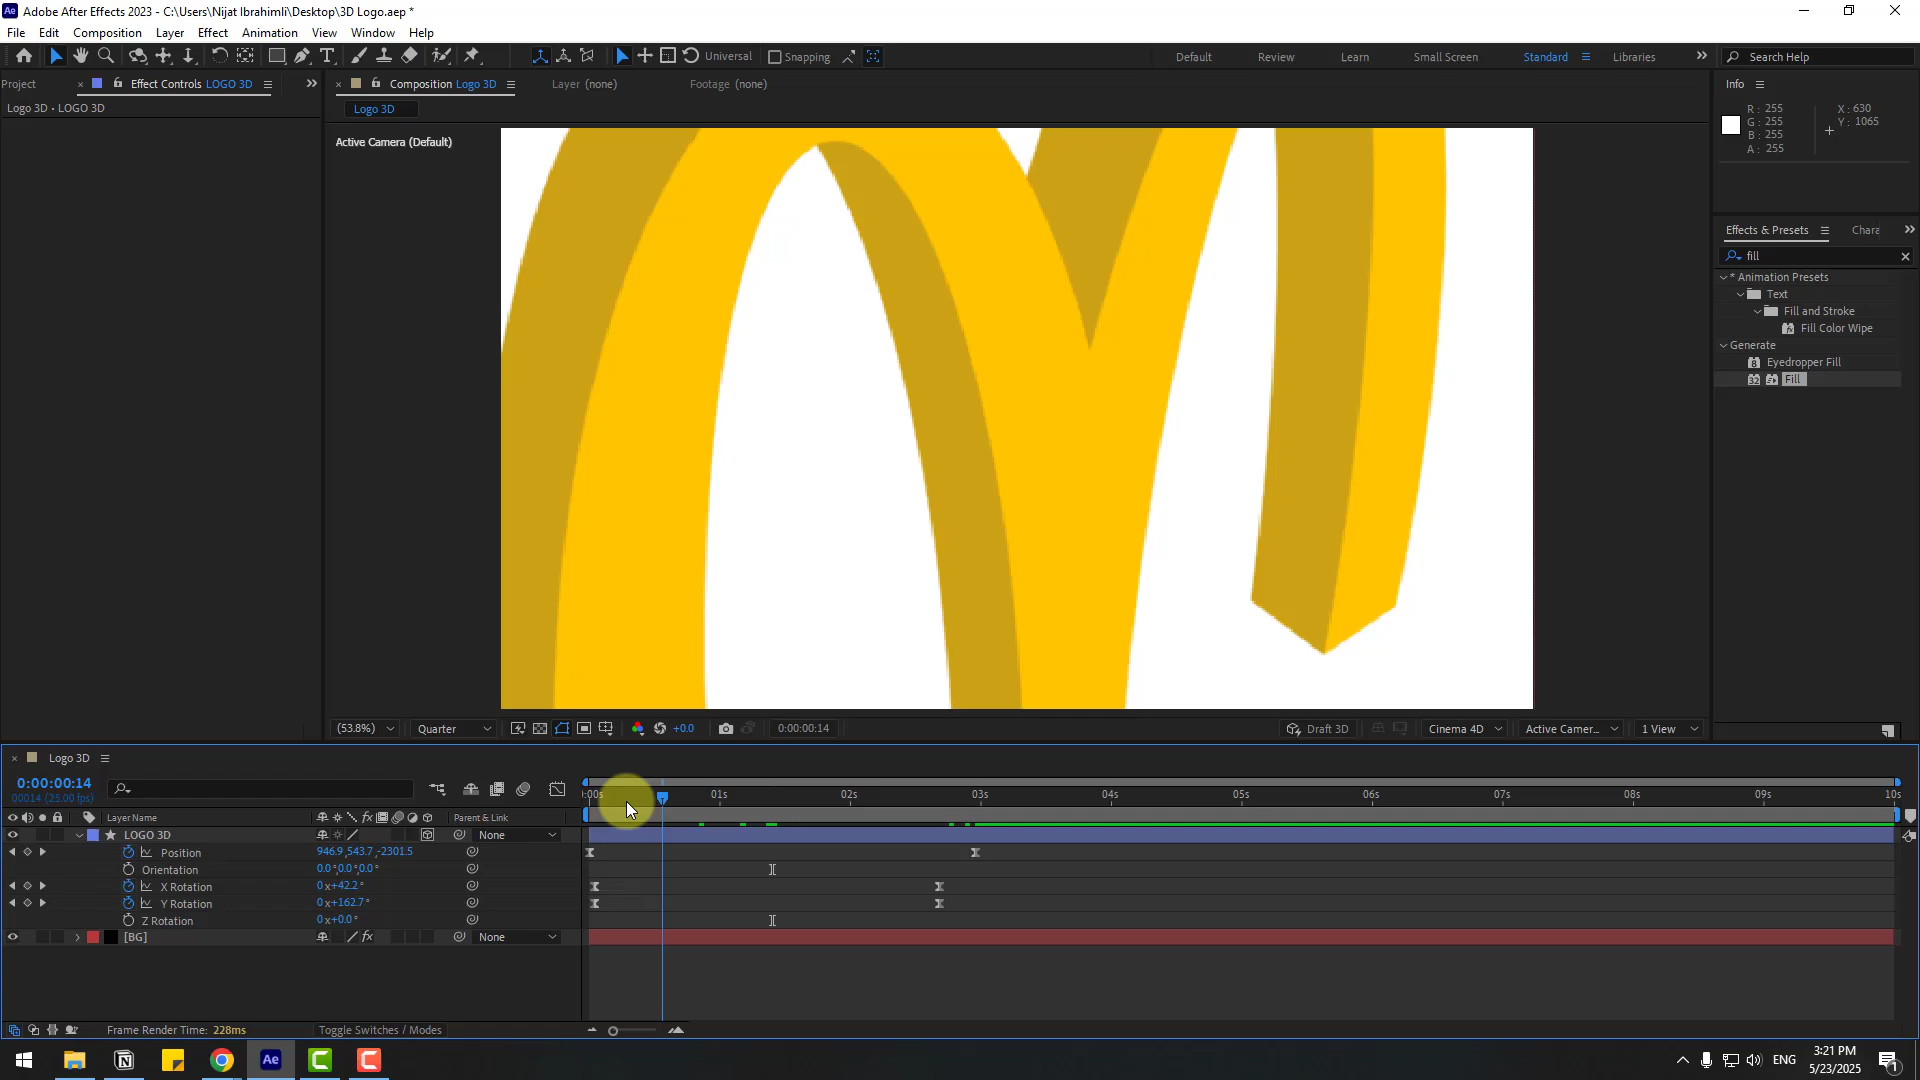 Adobe After Effects 2023 - C:\Users\Nijat Ibrahimli\Desktop\3D Logo.aep *
File Edit Composition Layer Effect Animation View Window Help
Universal Snapping Default Review Learn Small Screen Standard Libraries Search Help
Project Effect Controls LOGO 3D Composition Logo 3D Layer (none) Footage (none) Info
Logo 3D • LOGO 3D Logo 3D
R: 255 X: 630
G: 255 Y: 1065
B: 255
A: 255
Active Camera (Default)
Effects & Presets Chara
fill
* Animation Presets
Text
Fill and Stroke
Fill Color Wipe
Generate
Eyedropper Fill
Fill
(53.8%) Quarter +0.0 0:00:00:14 Draft 3D Cinema 4D Active Camer... 1 View
Logo 3D
0:00:00:14
00014 (25.00 fps)
:00s 01s 02s 03s 04s 05s 06s 07s 08s 09s 10s
Layer Name Parent & Link
LOGO 3D None
Position 946.9,543.7,-2301.5
Orientation 0.0°,0.0°,0.0°
X Rotation 0x+42.2°
Y Rotation 0x+162.7°
Z Rotation 0x+0.0°
[BG] None
Frame Render Time: 228ms Toggle Switches / Modes
Ae ENG 3:21 PM
5/23/2025
1